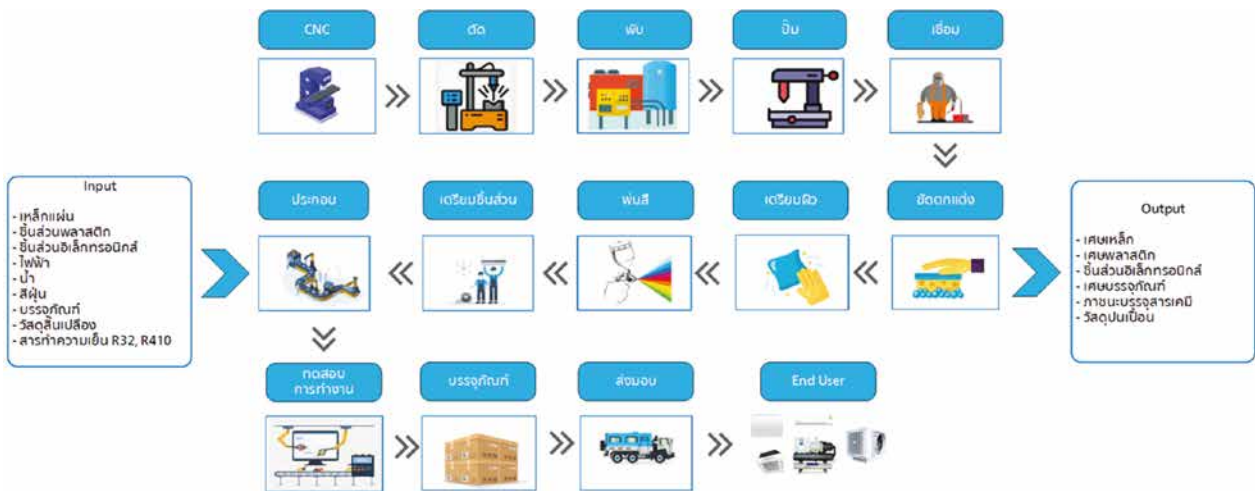 CNC
ตัด
พับ
ปั๊ม
เชื่อม
Input
- เหล็กแผ่น
- ชิ้นส่วนพลาสติก
- ชิ้นส่วนอิเล็กทรอนิกส์
- ไฟฟ้า
- น้ำ
- สีฝุ่น
- บรรจุภัณฑ์
- วัสดุสิ้นเปลือง
- สารทำความเย็น R32, R410
ประกอบ
เตรียมชิ้นส่วน
พ่นสี
เตรียมผิว
ขัดตกแต่ง
Output
- เศษเหล็ก
- เศษพลาสติก
- ชิ้นส่วนอิเล็กทรอนิกส์
- เศษบรรจุภัณฑ์
- ภาชนะบรรจุสารเคมี
- วัสดุปนเปื้อน
ทดสอบ
การทำงาน
บรรจุภัณฑ์
ส่งมอบ
End User